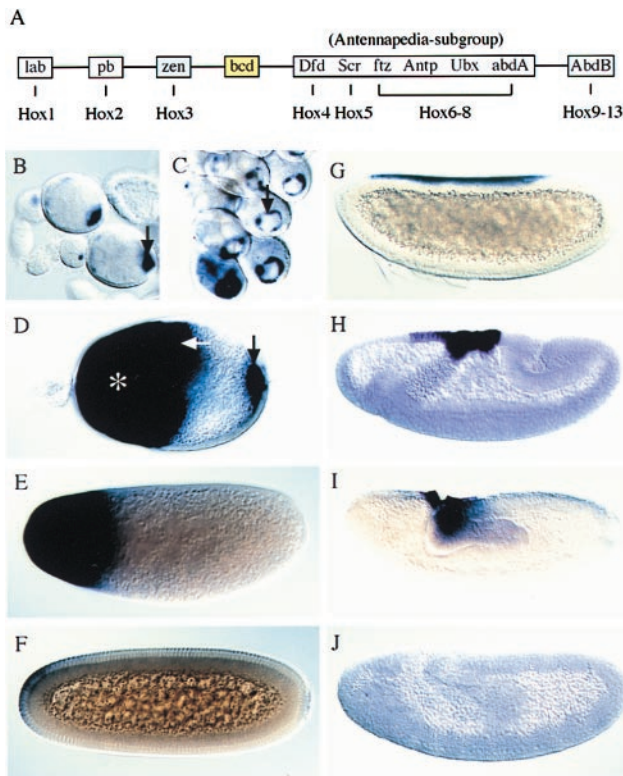 A
(Antennapedia-subgroup)
lab pb zen bcd Dfd Scr ftz Antp Ubx abdA AbdB
Hox1 Hox2 Hox3 Hox4 Hox5 Hox6-8 Hox9-13
B C G
D H
*
E I
F J